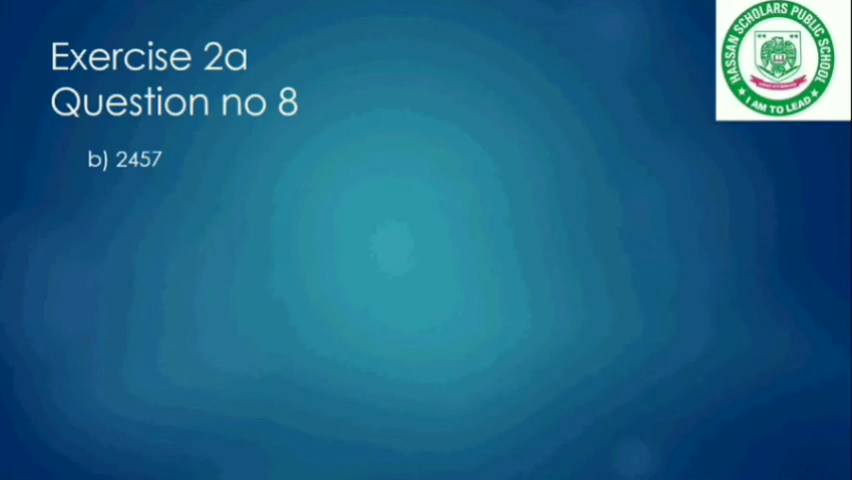 Exercise 2a
Question no 8
b) 2457
HASSAN SCHOLARS PUBLIC SCHOOL
I AM TO LEAD